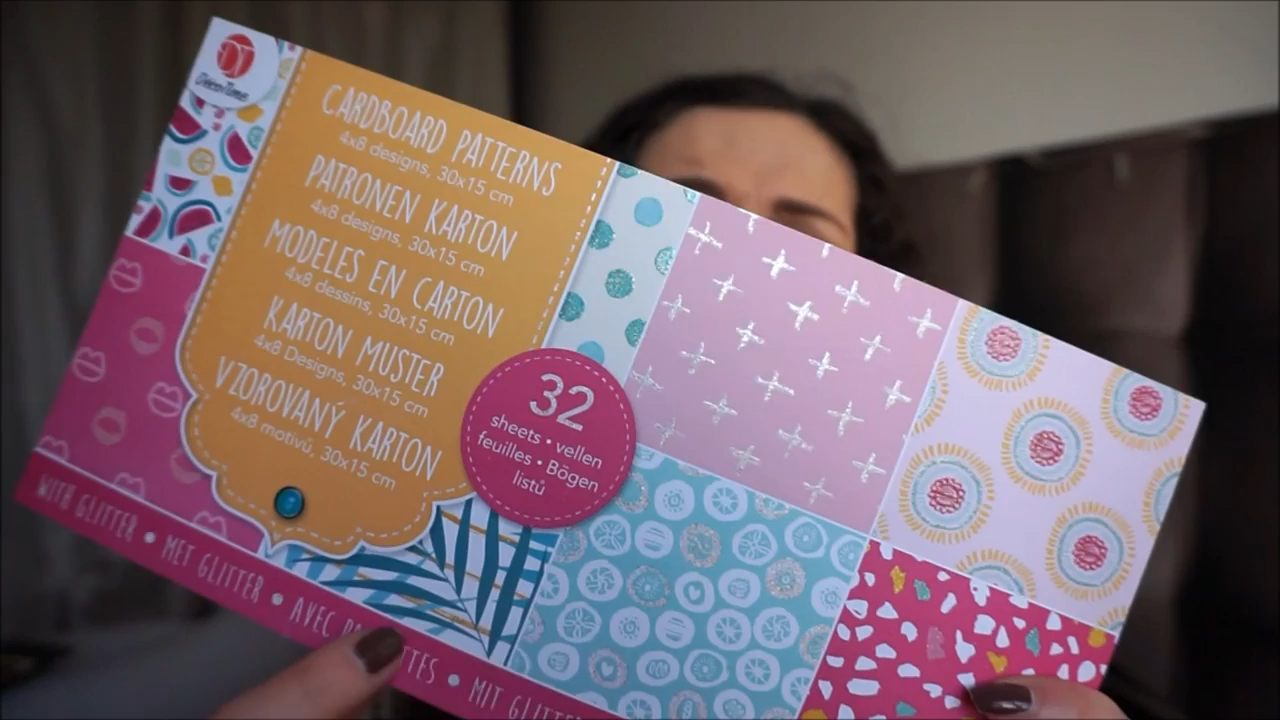 DécoTime
CARDBOARD PATTERNS
4x8 designs, 30x15 cm
PATRONEN KARTON
4x8 designs, 30x15 cm
MODELES EN CARTON
4x8 dessins, 30x15 cm
KARTON MUSTER
4x8 Designs, 30x15 cm
VZOROVANÝ KARTON
4x8 motivů, 30x15 cm
32
sheets • vellen
feuilles • Bögen
listů
WITH GLITTER • MET GLITTER • AVEC • MIT GLITTE